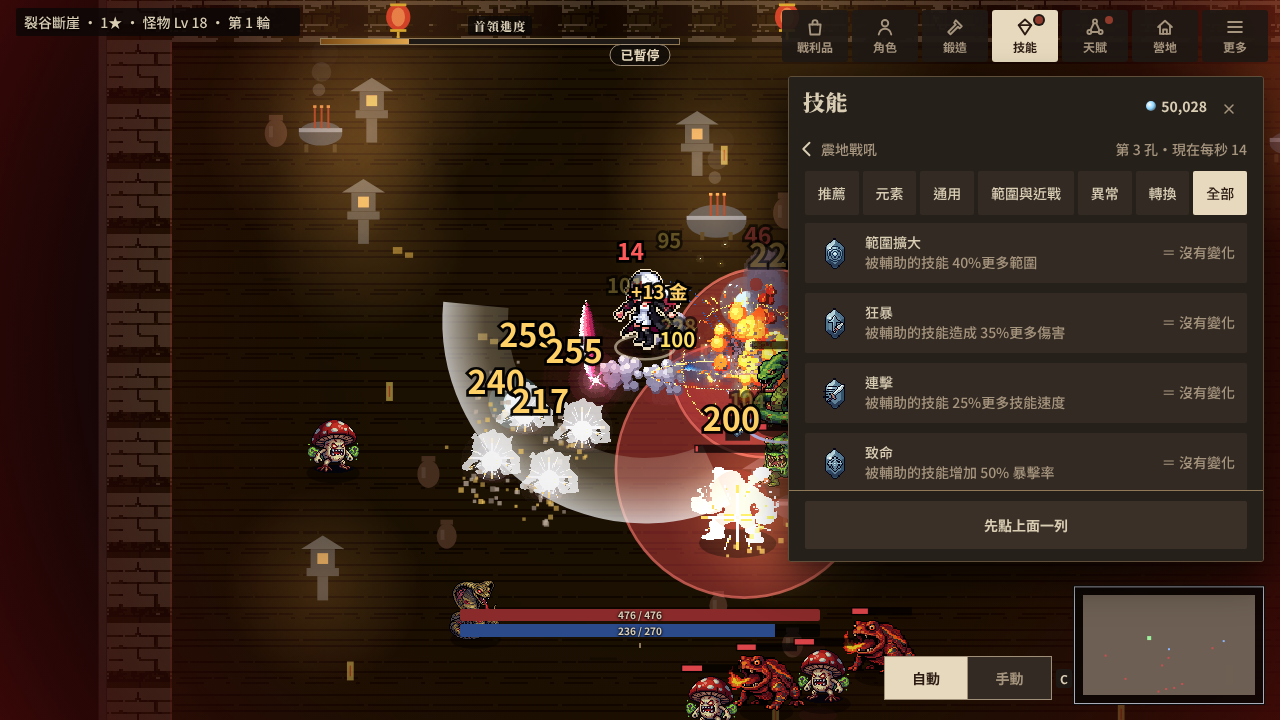 裂谷斷崖 · 1★ · 怪物 Lv 18 · 第 1 輪
首領進度
已暫停
戰利品
角色
鍛造
技能
天賦
營地
更多
技能
50,028
震地戰吼
第 3 孔·現在每秒 14
推薦
元素
通用
範圍與近戰
異常
轉換
全部
範圍擴大
被輔助的技能 40%更多範圍
＝ 沒有變化
狂暴
被輔助的技能造成 35%更多傷害
＝ 沒有變化
連擊
被輔助的技能 25%更多技能速度
＝ 沒有變化
致命
被輔助的技能增加 50% 暴擊率
＝ 沒有變化
先點上面一列
46
95
14
22
+13 金
259
255
100
240
217
200
476 / 476
236 / 270
自動
手動
C